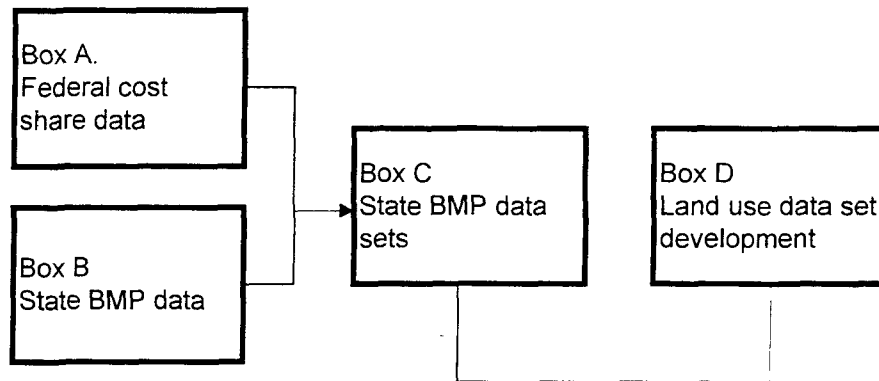 Box A.
Federal cost
share data
Box B
State BMP data
Box C
State BMP data
sets
Box D
Land use data set
development